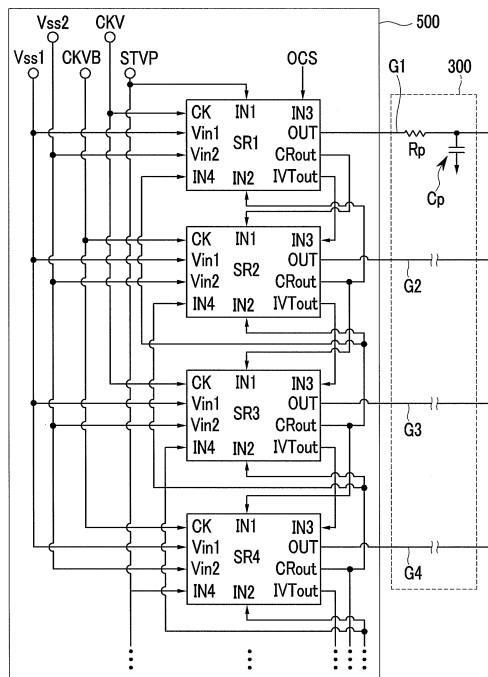 Vss2 CKV
Vss1 CKVB STVP
500
OCS
G1
300
CK IN1 IN3
Vin1 OUT
SR1
Vin2 CRout
IN4 IN2 IVTout
Rp
Cp
CK IN1 IN3
Vin1 OUT
SR2
Vin2 CRout
IN4 IN2 IVTout
G2
CK IN1 IN3
Vin1 OUT
SR3
Vin2 CRout
IN4 IN2 IVTout
G3
CK IN1 IN3
Vin1 OUT
SR4
Vin2 CRout
IN4 IN2 IVTout
G4